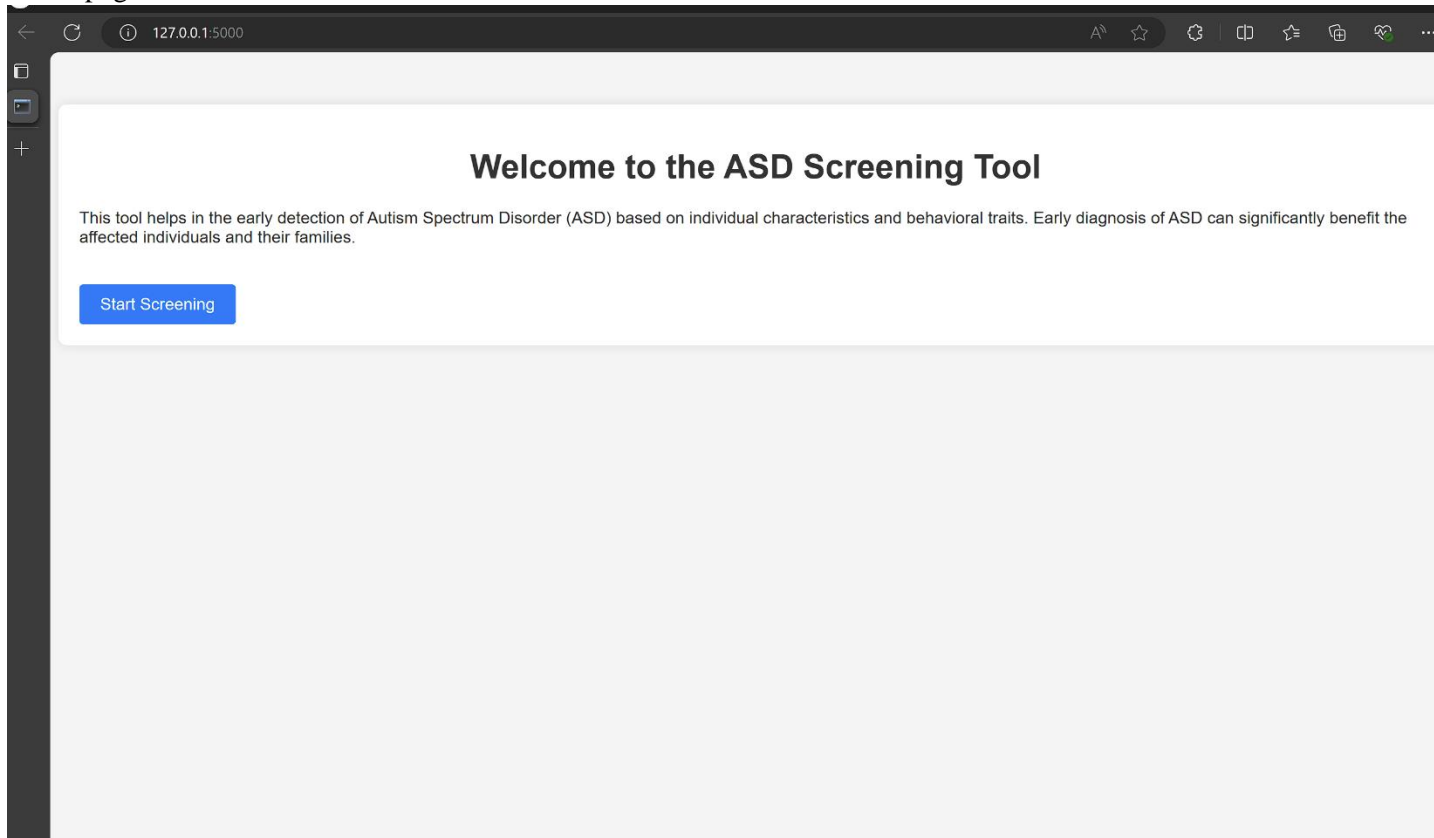 127.0.0.1:5000
Welcome to the ASD Screening Tool
This tool helps in the early detection of Autism Spectrum Disorder (ASD) based on individual characteristics and behavioral traits. Early diagnosis of ASD can significantly benefit the
affected individuals and their families.
Start Screening